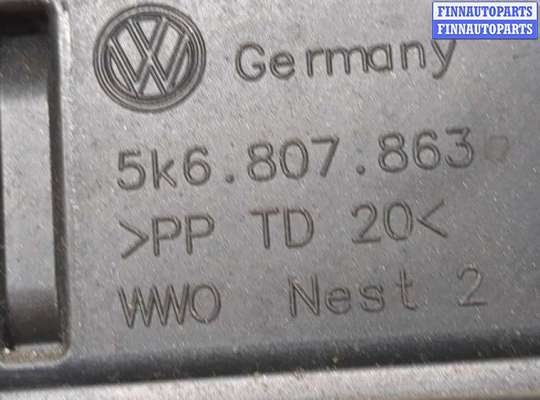 FINNAUTOPARTS
FINNAUTOPARTS
Germany
5k6.807.863
>PP TD 20<
WWO Nest 2